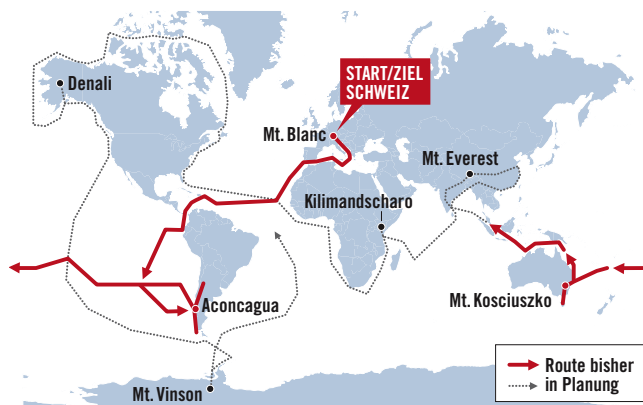 Denali
START/ZIEL
SCHWEIZ
Mt. Blanc
Mt. Everest
Kilimandscharo
Aconcagua
Mt. Kosciuszko
Mt. Vinson
Route bisher
in Planung